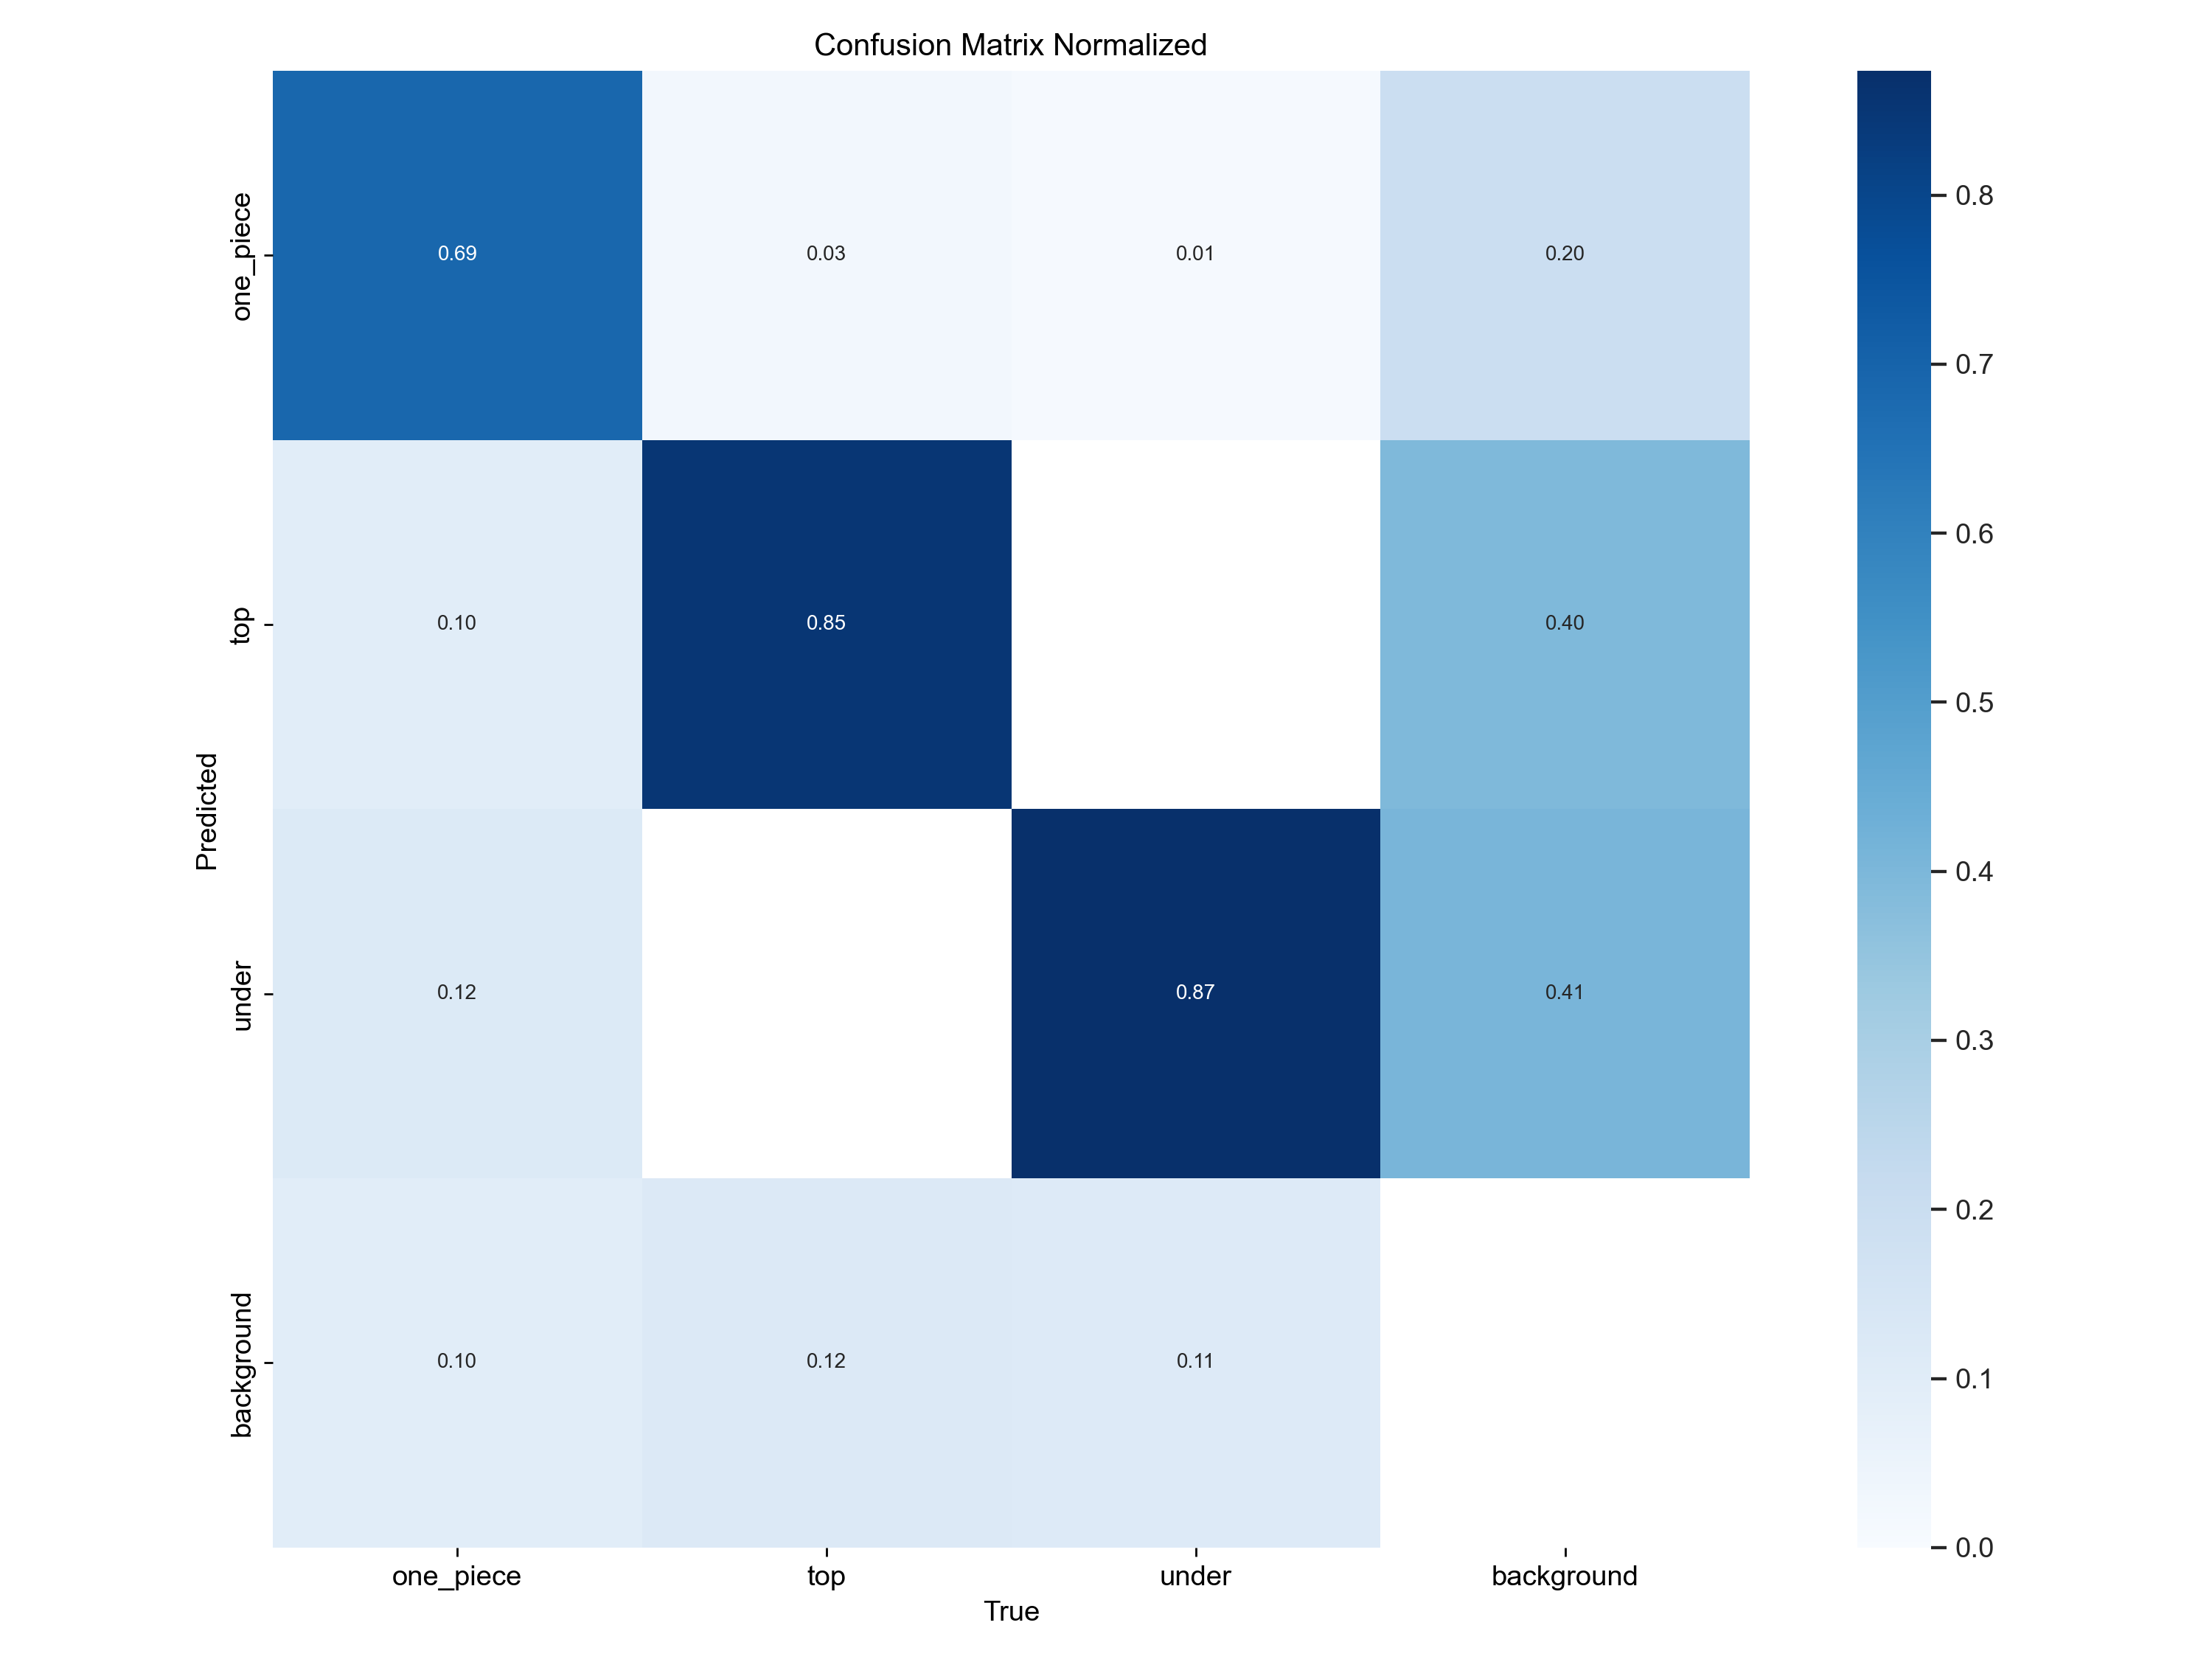 Confusion Matrix Normalized
one_piece
0.69
0.03
0.01
0.20
top
0.10
0.85
0.40
under
0.12
0.87
0.41
background
0.10
0.12
0.11
Predicted
one_piece
top
under
background
True
0.8
0.7
0.6
0.5
0.4
0.3
0.2
0.1
0.0